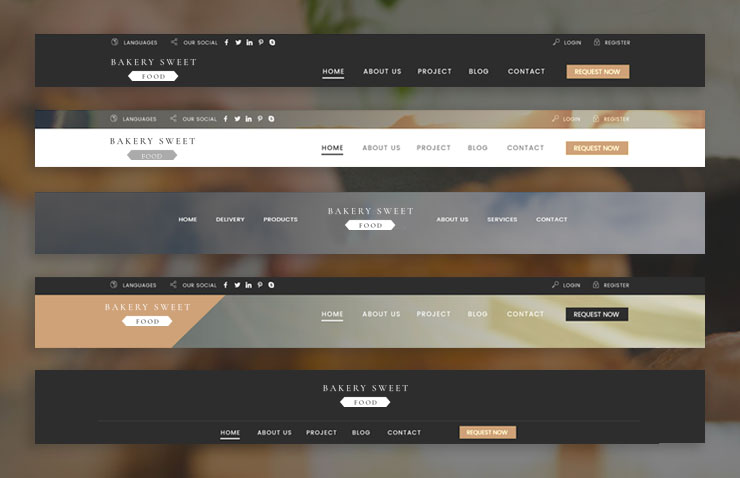 LANGUAGES OUR SOCIAL LOGIN REGISTER
BAKERY SWEET
FOOD
HOME ABOUT US PROJECT BLOG CONTACT REQUEST NOW
LANGUAGES OUR SOCIAL LOGIN REGISTER
BAKERY SWEET
FOOD
HOME ABOUT US PROJECT BLOG CONTACT REQUEST NOW
HOME DELIVERY PRODUCTS
BAKERY SWEET
FOOD
ABOUT US SERVICES CONTACT
LANGUAGES OUR SOCIAL LOGIN REGISTER
BAKERY SWEET
FOOD
HOME ABOUT US PROJECT BLOG CONTACT REQUEST NOW
BAKERY SWEET
FOOD
HOME ABOUT US PROJECT BLOG CONTACT REQUEST NOW